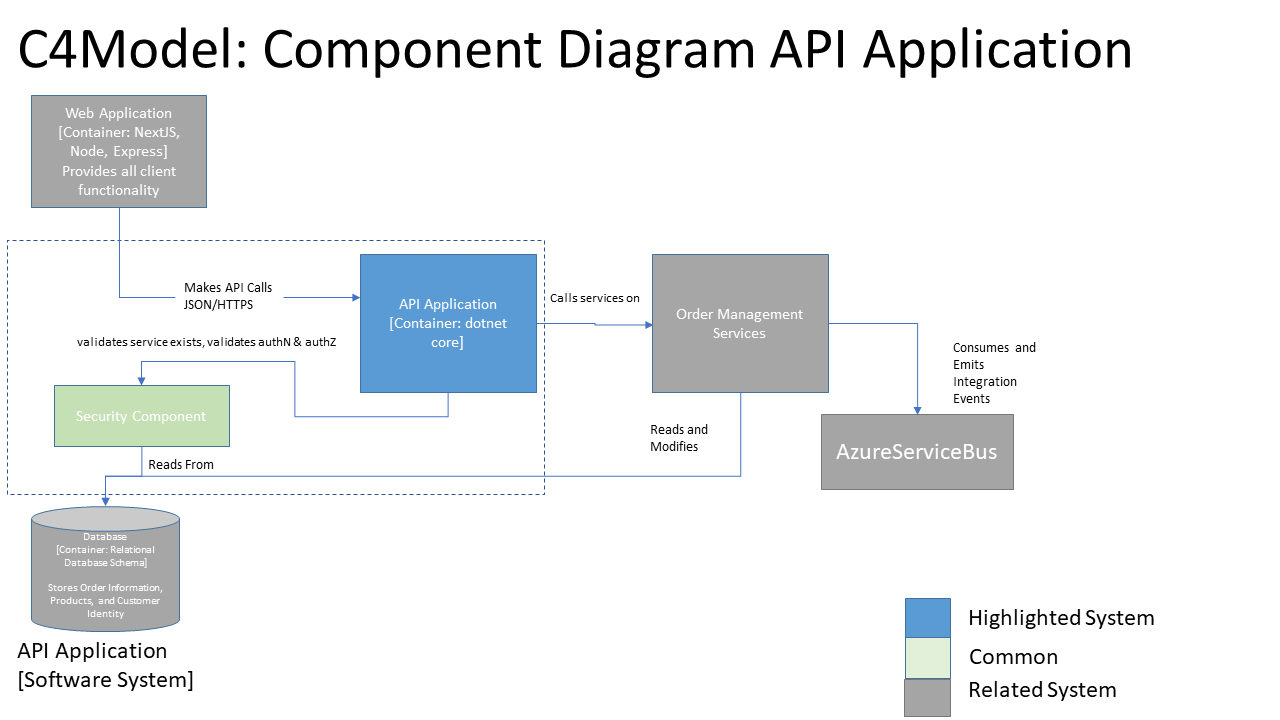 C4Model: Component Diagram API Application
Web Application
[Container: NextJS,
Node, Express]
Provides all client
functionality
Makes API Calls
JSON/HTTPS
API Application
[Container: dotnet
core]
Calls services on
Order Management
Services
validates service exists, validates authN & authZ
Consumes and
Emits
Integration
Events
Security Component
Reads and
Modifies
AzureServiceBus
Reads From
Database
[Container: Relational
Database Schema]
Stores Order Information,
Products, and Customer
Identity
API Application
[Software System]
Highlighted System
Common
Related System